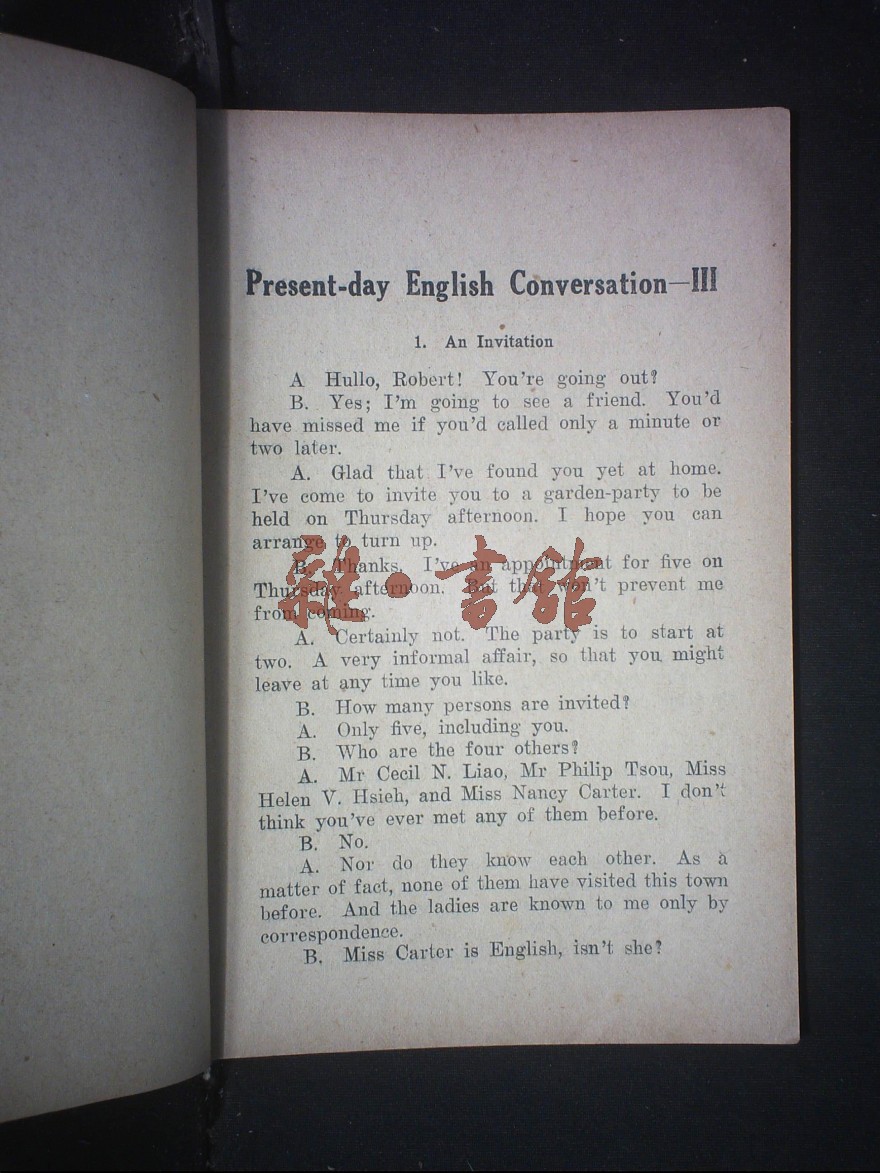 Present-day English Conversation—III
1. An Invitation
A Hullo, Robert! You're going out?
B. Yes; I'm going to see a friend. You'd
have missed me if you'd called only a minute or
two later.
A. Glad that I've found you yet at home.
I've come to invite you to a garden-party to be
held on Thursday afternoon. I hope you can
arrange to turn up.
B. Thanks. I've an appointment for five on
Thursday afternoon. But that won't prevent me
from coming.
雜·書館
A. Certainly not. The party is to start at
two. A very informal affair, so that you might
leave at any time you like.
B. How many persons are invited?
A. Only five, including you.
B. Who are the four others?
A. Mr Cecil N. Liao, Mr Philip Tsou, Miss
Helen V. Hsieh, and Miss Nancy Carter. I don't
think you've ever met any of them before.
B. No.
A. Nor do they know each other. As a
matter of fact, none of them have visited this town
before. And the ladies are known to me only by
correspondence.
B. Miss Carter is English, isn't she?